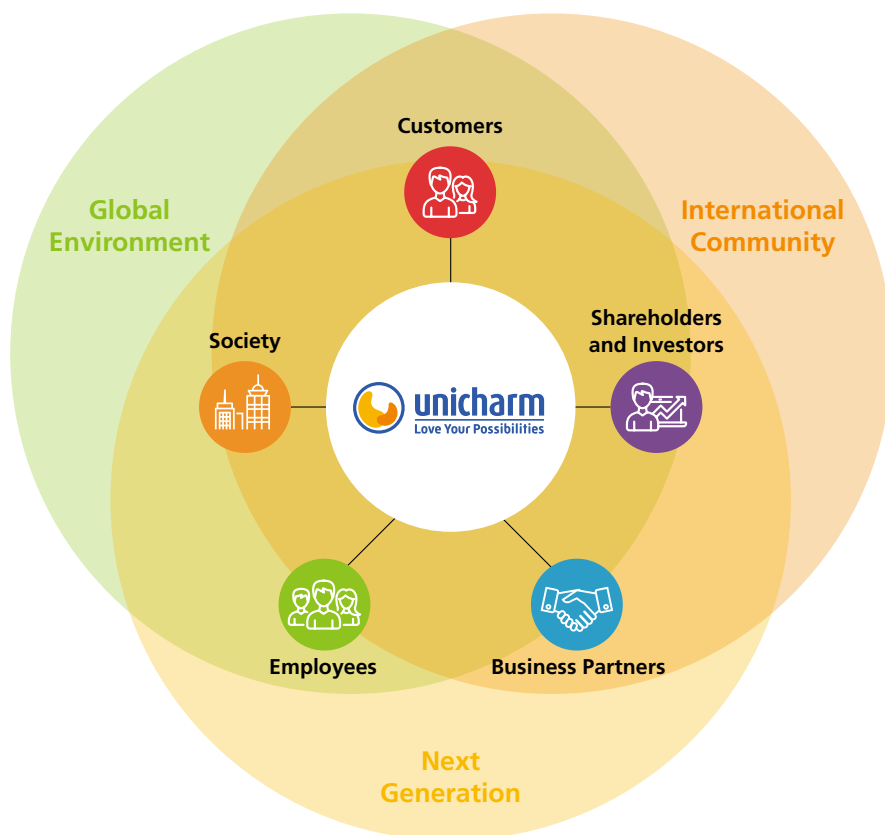 Customers
Global
Environment
International
Community
Society
Shareholders
and Investors
unicharm
Love Your Possibilities
Employees
Business Partners
Next
Generation